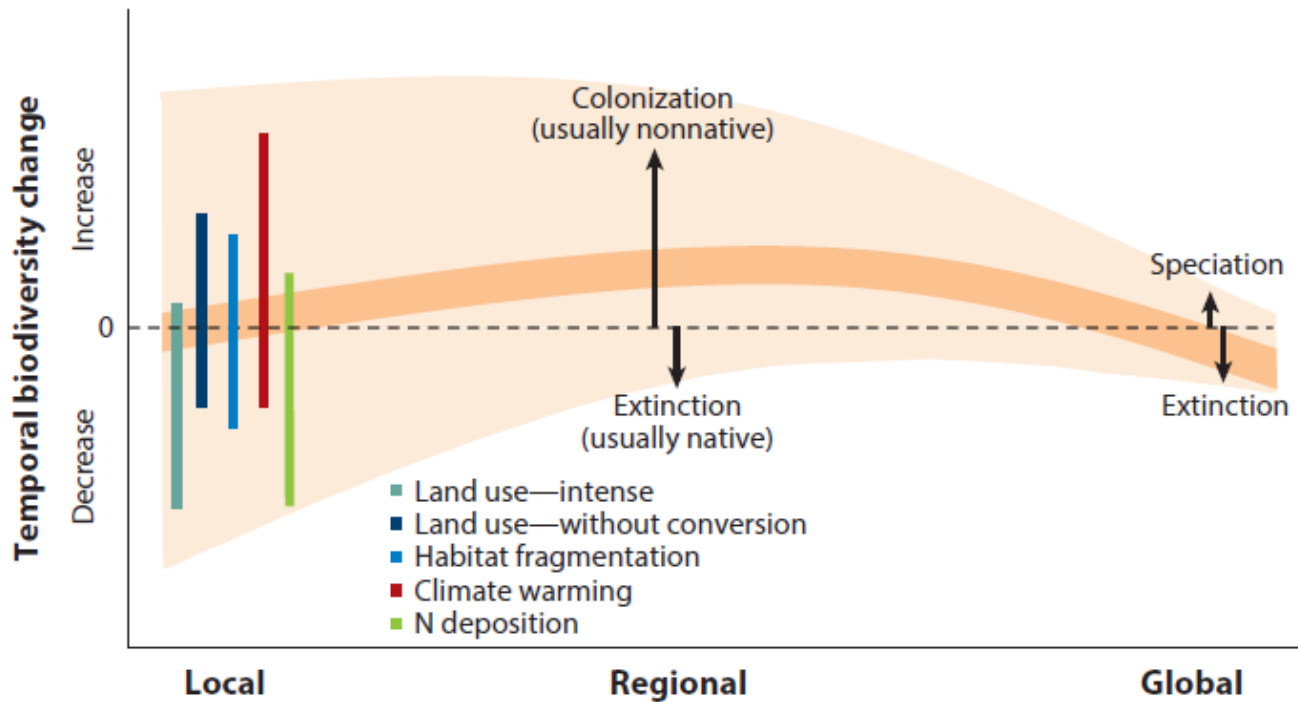 Temporal biodiversity change
Increase
0
Decrease
Colonization
(usually nonnative)
Extinction
(usually native)
Speciation
Extinction
Land use—intense
Land use—without conversion
Habitat fragmentation
Climate warming
N deposition
Local
Regional
Global